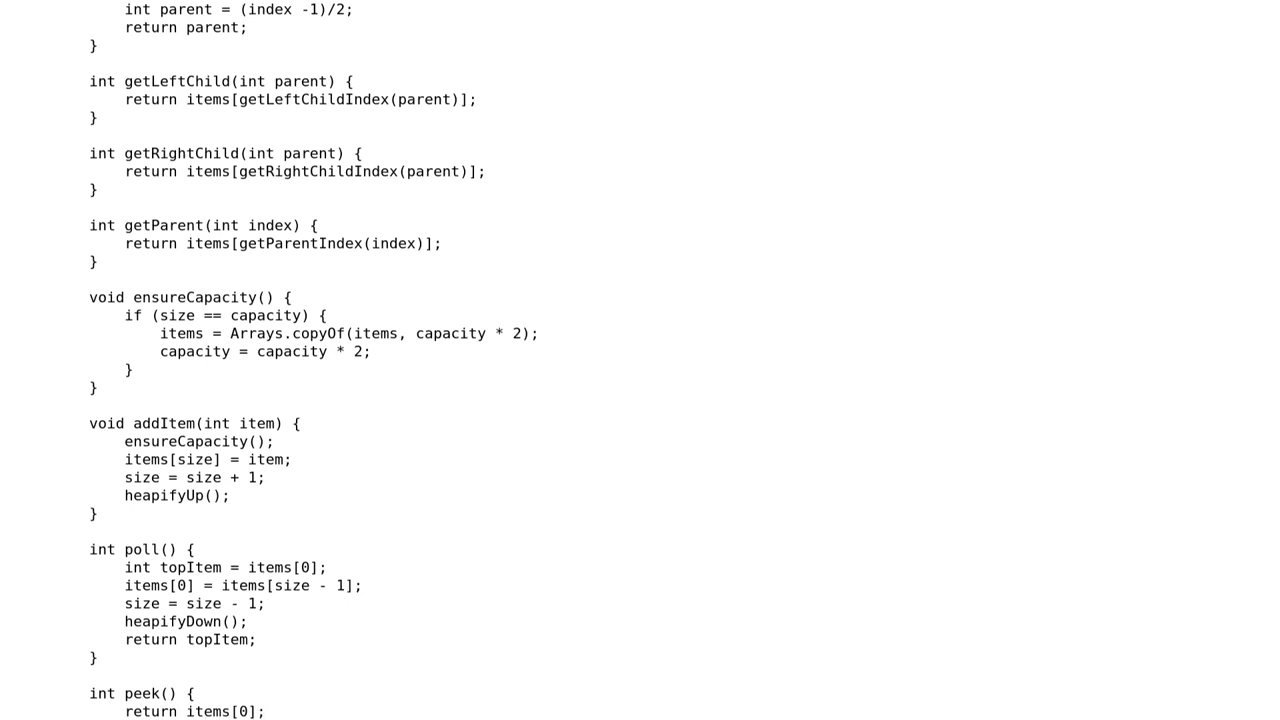 int parent = (index -1)/2;
return parent;
}
int getLeftChild(int parent) {
return items[getLeftChildIndex(parent)];
}
int getRightChild(int parent) {
return items[getRightChildIndex(parent)];
}
int getParent(int index) {
return items[getParentIndex(index)];
}
void ensureCapacity() {
if (size == capacity) {
items = Arrays.copyOf(items, capacity * 2);
capacity = capacity * 2;
}
}
void addItem(int item) {
ensureCapacity();
items[size] = item;
size = size + 1;
heapifyUp();
}
int poll() {
int topItem = items[0];
items[0] = items[size - 1];
size = size - 1;
heapifyDown();
return topItem;
}
int peek() {
return items[0];